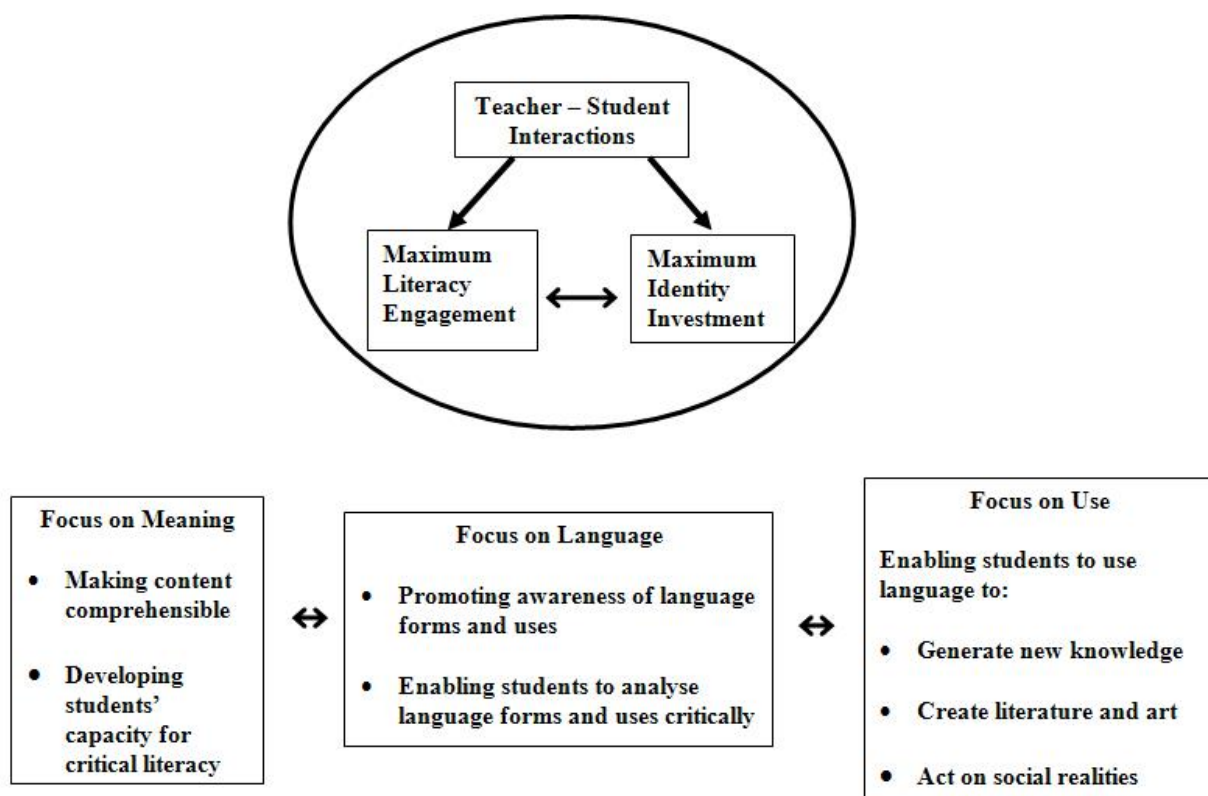 Teacher – Student
Interactions
Maximum
Literacy
Engagement
Maximum
Identity
Investment
Focus on Meaning
• Making content
comprehensible
• Developing
students’
capacity for
critical literacy
Focus on Language
• Promoting awareness of language
forms and uses
• Enabling students to analyse
language forms and uses critically
Focus on Use
Enabling students to use
language to:
• Generate new knowledge
• Create literature and art
• Act on social realities